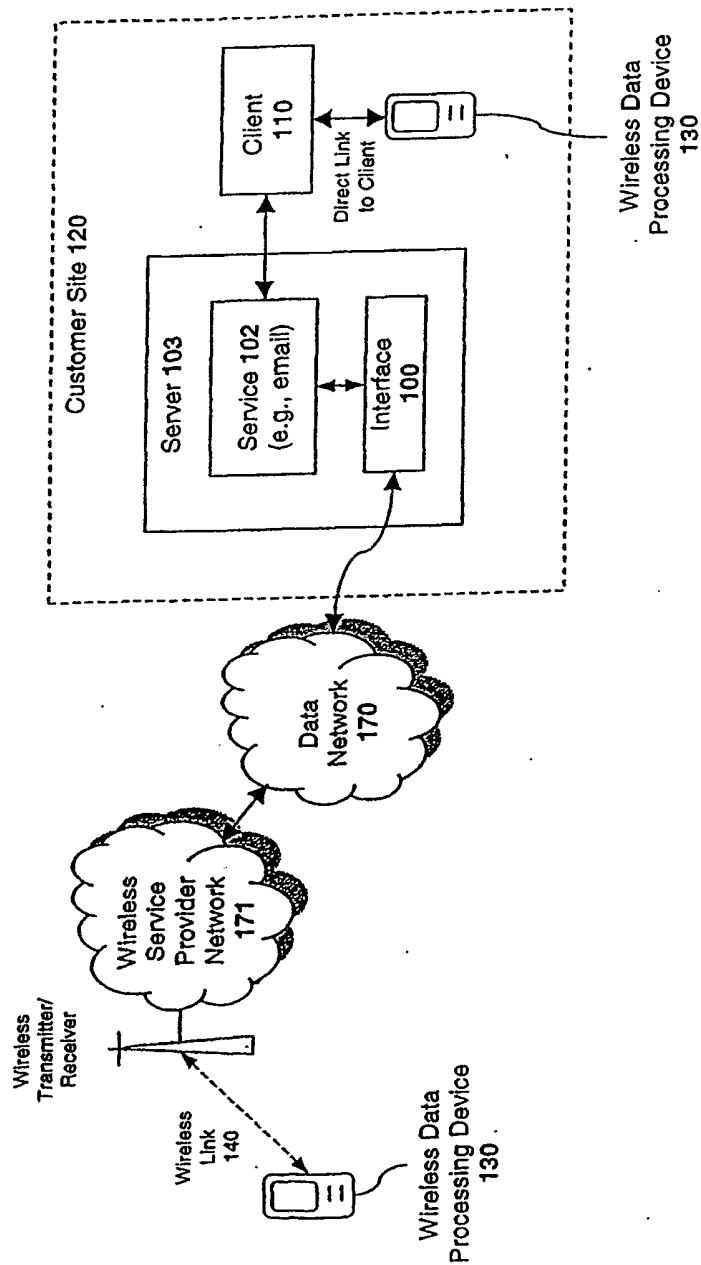 Customer Site 120
Server 103
Service 102
(e.g., email)
Interface
100
Client
110
Direct Link
to Client
Wireless Data
Processing Device
130
Data
Network
170
Wireless
Service
Provider
Network
171
Wireless
Transmitter/
Receiver
Wireless
Link
140
Wireless Data
Processing Device
130